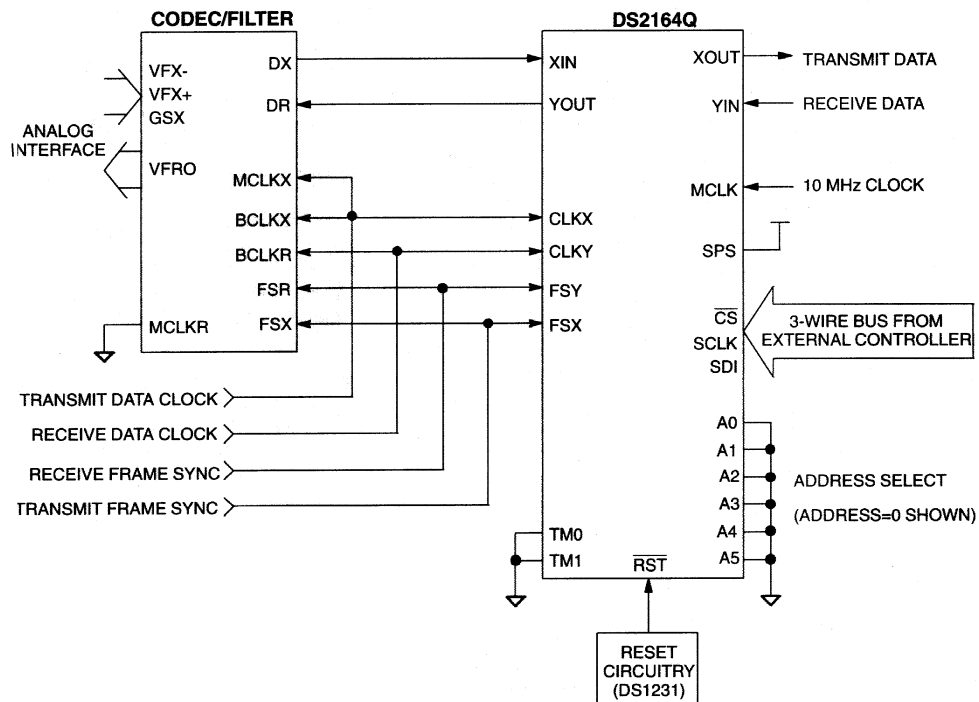 CODEC/FILTER
DS2164Q
VFX-
VFX+
GSX
ANALOG
INTERFACE
VFRO
DX
DR
MCLKX
BCLKX
BCLKR
FSR
FSX
MCLKR
XIN
YOUT
CLKX
CLKY
FSY
FSX
TM0
TM1
RST
XOUT
YIN
MCLK
SPS
CS
SCLK
SDI
A0
A1
A2
A3
A4
A5
TRANSMIT DATA
RECEIVE DATA
10 MHz CLOCK
3-WIRE BUS FROM
EXTERNAL CONTROLLER
ADDRESS SELECT
(ADDRESS=0 SHOWN)
TRANSMIT DATA CLOCK
RECEIVE DATA CLOCK
RECEIVE FRAME SYNC
TRANSMIT FRAME SYNC
RESET
CIRCUITRY
(DS1231)